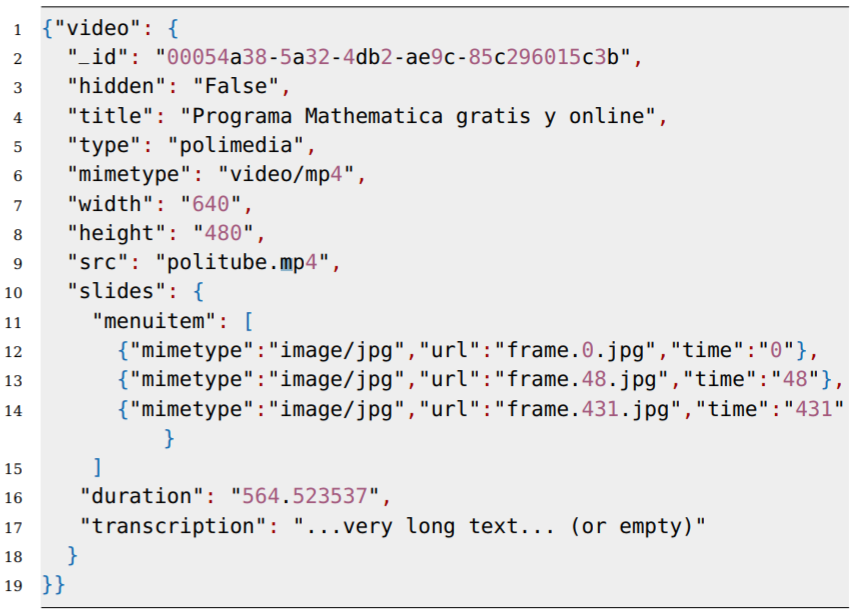 1 {"video": {
2 "_id": "00054a38-5a32-4db2-ae9c-85c296015c3b",
3 "hidden": "False",
4 "title": "Programa Mathematica gratis y online",
5 "type": "polimedia",
6 "mimetype": "video/mp4",
7 "width": "640",
8 "height": "480",
9 "src": "politube.mp4",
10 "slides": {
11 "menuitem": [
12 {"mimetype":"image/jpg","url":"frame.0.jpg","time":"0"},
13 {"mimetype":"image/jpg","url":"frame.48.jpg","time":"48"},
14 {"mimetype":"image/jpg","url":"frame.431.jpg","time":"431"
}
15 ]
16 "duration": "564.523537",
17 "transcription": "...very long text... (or empty)"
18 }
19 }}